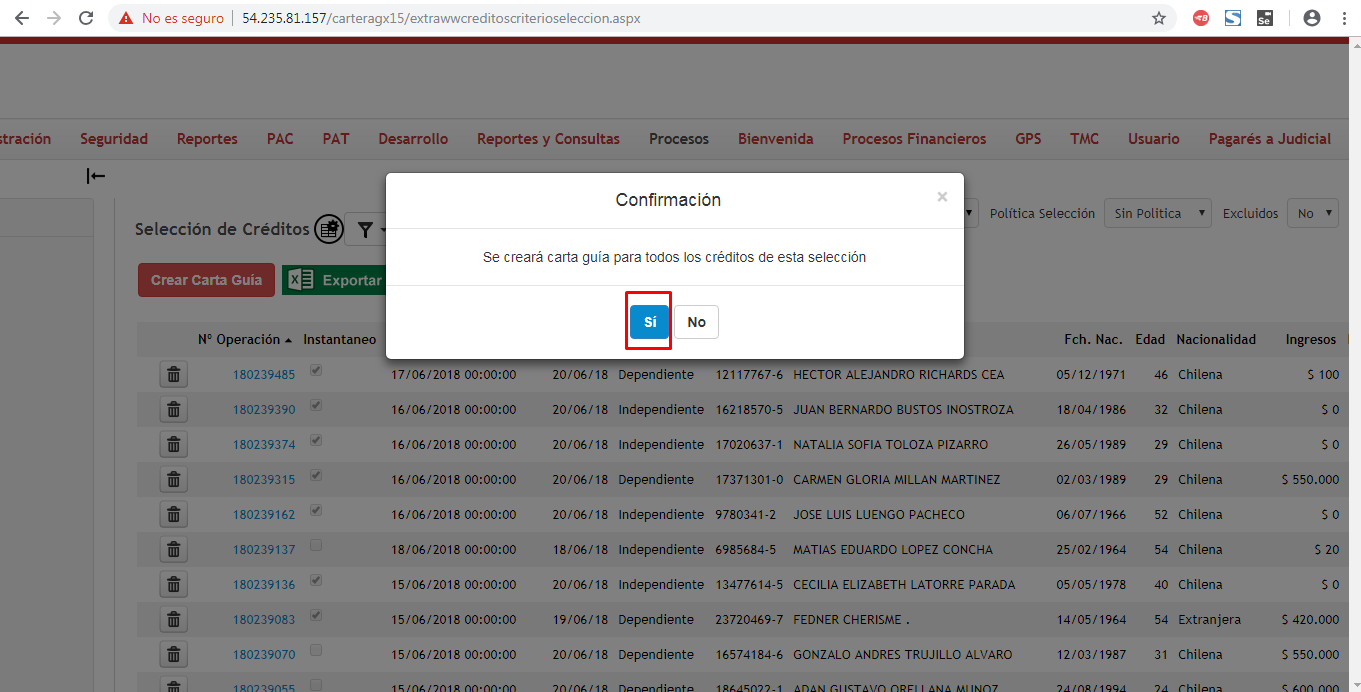 No es seguro 54.235.81.157/carteragx15/extrawwcreditoscriterioseleccion.aspx
stración Seguridad Reportes PAC PAT Desarrollo Reportes y Consultas Procesos Bienvenida Procesos Financieros GPS TMC Usuario Pagarés a Judicial
Confirmación ×
Selección de Créditos Política Selección Sin Politica Excluidos No
Se creará carta guía para todos los créditos de esta selección
Crear Carta Guía Exportar
Sí No
Nº Operación Instantaneo Fch. Nac. Edad Nacionalidad Ingresos
180239485 17/06/2018 00:00:00 20/06/18 Dependiente 12117767-6 HECTOR ALEJANDRO RICHARDS CEA 05/12/1971 46 Chilena $ 100
180239390 16/06/2018 00:00:00 20/06/18 Independiente 16218570-5 JUAN BERNARDO BUSTOS INOSTROZA 18/04/1986 32 Chilena $ 0
180239374 16/06/2018 00:00:00 20/06/18 Independiente 17020637-1 NATALIA SOFIA TOLOZA PIZARRO 26/05/1989 29 Chilena $ 0
180239315 16/06/2018 00:00:00 20/06/18 Dependiente 17371301-0 CARMEN GLORIA MILLAN MARTINEZ 02/03/1989 29 Chilena $ 550.000
180239162 16/06/2018 00:00:00 20/06/18 Independiente 9780341-2 JOSE LUIS LUENGO PACHECO 06/07/1966 52 Chilena $ 0
180239137 18/06/2018 00:00:00 18/06/18 Independiente 6985684-5 MATIAS EDUARDO LOPEZ CONCHA 25/02/1964 54 Chilena $ 20
180239136 15/06/2018 00:00:00 20/06/18 Independiente 13477614-5 CECILIA ELIZABETH LATORRE PARADA 05/05/1978 40 Chilena $ 0
180239083 15/06/2018 00:00:00 19/06/18 Dependiente 23720469-7 FEDNER CHERISME . 14/05/1964 54 Extranjera $ 420.000
180239070 15/06/2018 00:00:00 20/06/18 Dependiente 16574184-6 GONZALO ANDRES TRUJILLO ALVARO 12/03/1987 31 Chilena $ 550.000
180239055 15/06/2018 00:00:00 20/06/18 Dependiente 18645022-1 ADAN GUSTAVO ORELLANA MUNOZ 24/08/1994 24 Chilena $ 600.000